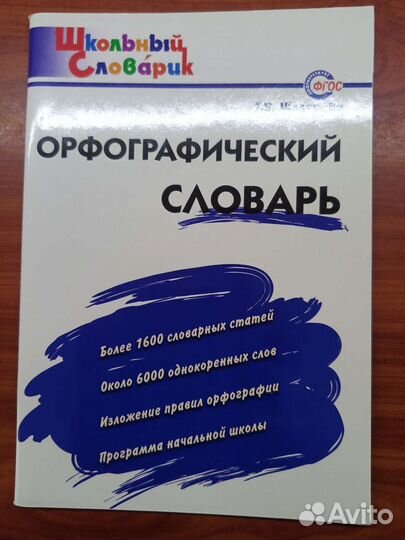 Школьный
Словарик
ФГОС
ОРФОГРАФИЧЕСКИЙ
СЛОВАРЬ
Более 1600 словарных статей
Около 6000 однокоренных слов
Изложение правил орфографии
Программа начальной школы
Avito